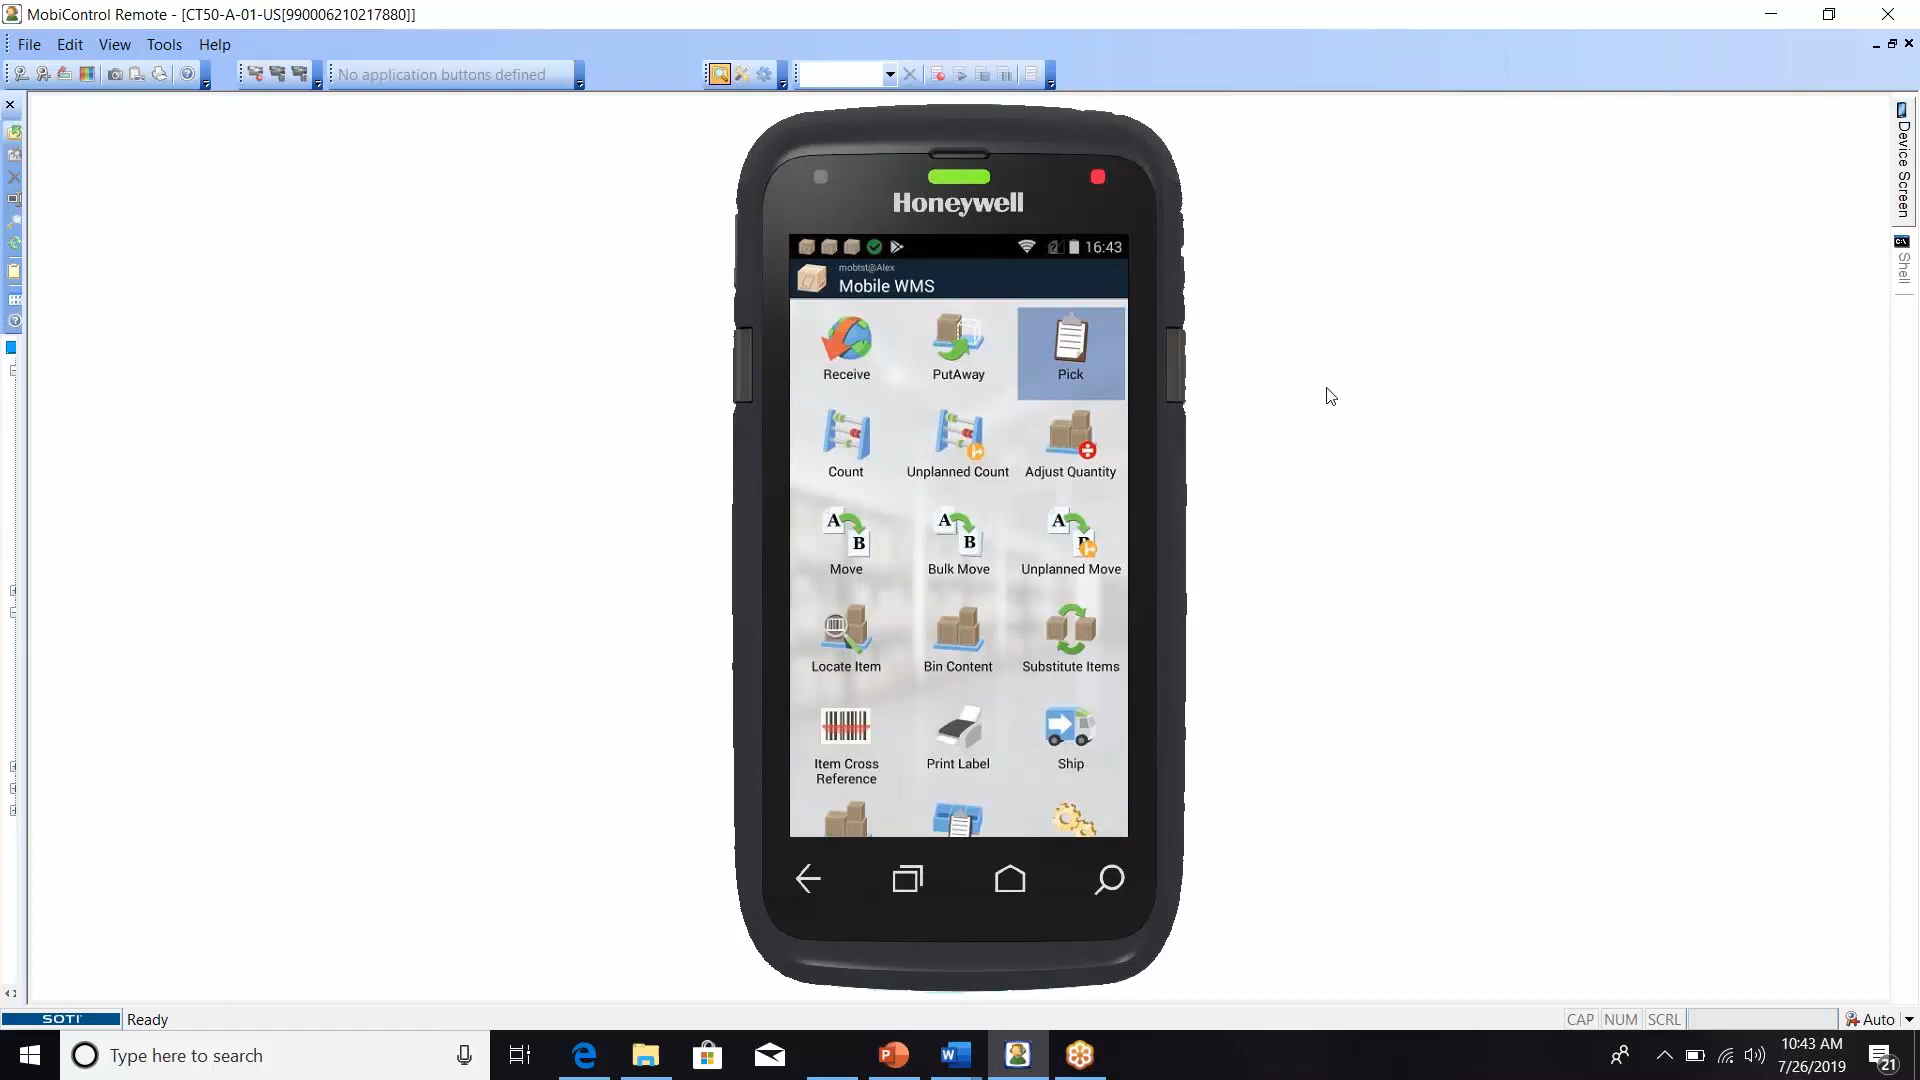 MobiControl Remote - [CT50-A-01-US[990006210217880]]
File Edit View Tools Help
No application buttons defined
Device Screen
Shell
Honeywell
16:43
mobtst@Alex
Mobile WMS
Receive PutAway Pick
Count Unplanned Count Adjust Quantity
A B A B A
Move Bulk Move Unplanned Move
Locate Item Bin Content Substitute Items
Item Cross Reference Print Label Ship
SOTI Ready CAP NUM SCRL Auto
Type here to search
10:43 AM
7/26/2019
21